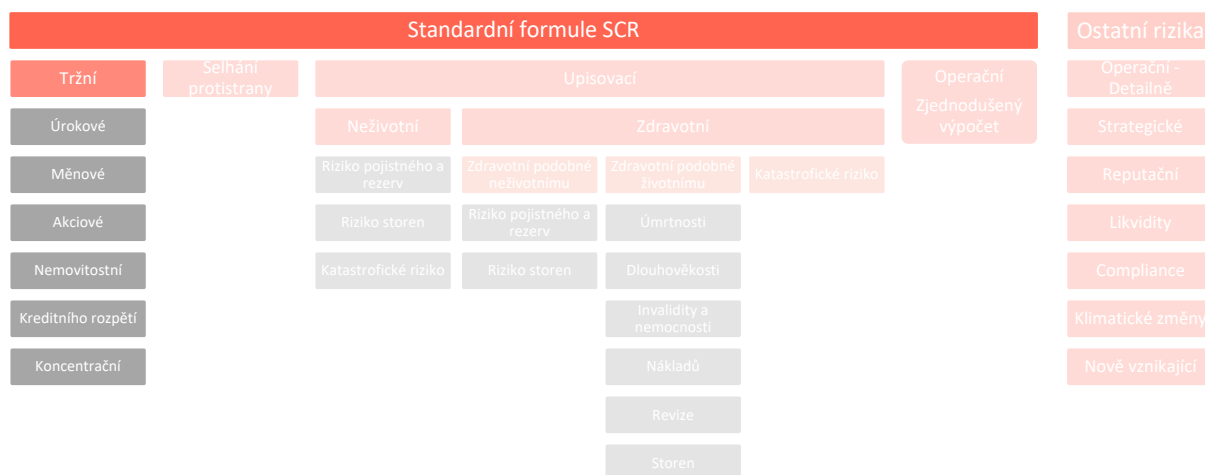 Standardní formule SCR
Ostatní rizika
Tržní
Selhání
protistrany
Upisovací
Operační
Zjednodušený
výpočet
Operační -
Detailně
Úrokové
Neživotní
Zdravotní
Strategické
Měnové
Riziko pojistného a
rezerv
Zdravotní podobné
neživotnímu
Zdravotní podobné
životnímu
Katastrofické riziko
Reputační
Akciové
Riziko storen
Riziko pojistného a
rezerv
Úmrtnosti
Likvidity
Nemovitostní
Katastrofické riziko
Riziko storen
Dlouhověkosti
Compliance
Kreditního rozpětí
Invalidity a
nemocnosti
Klimatické změny
Koncentrační
Nákladů
Nově vznikající
Revize
Storen